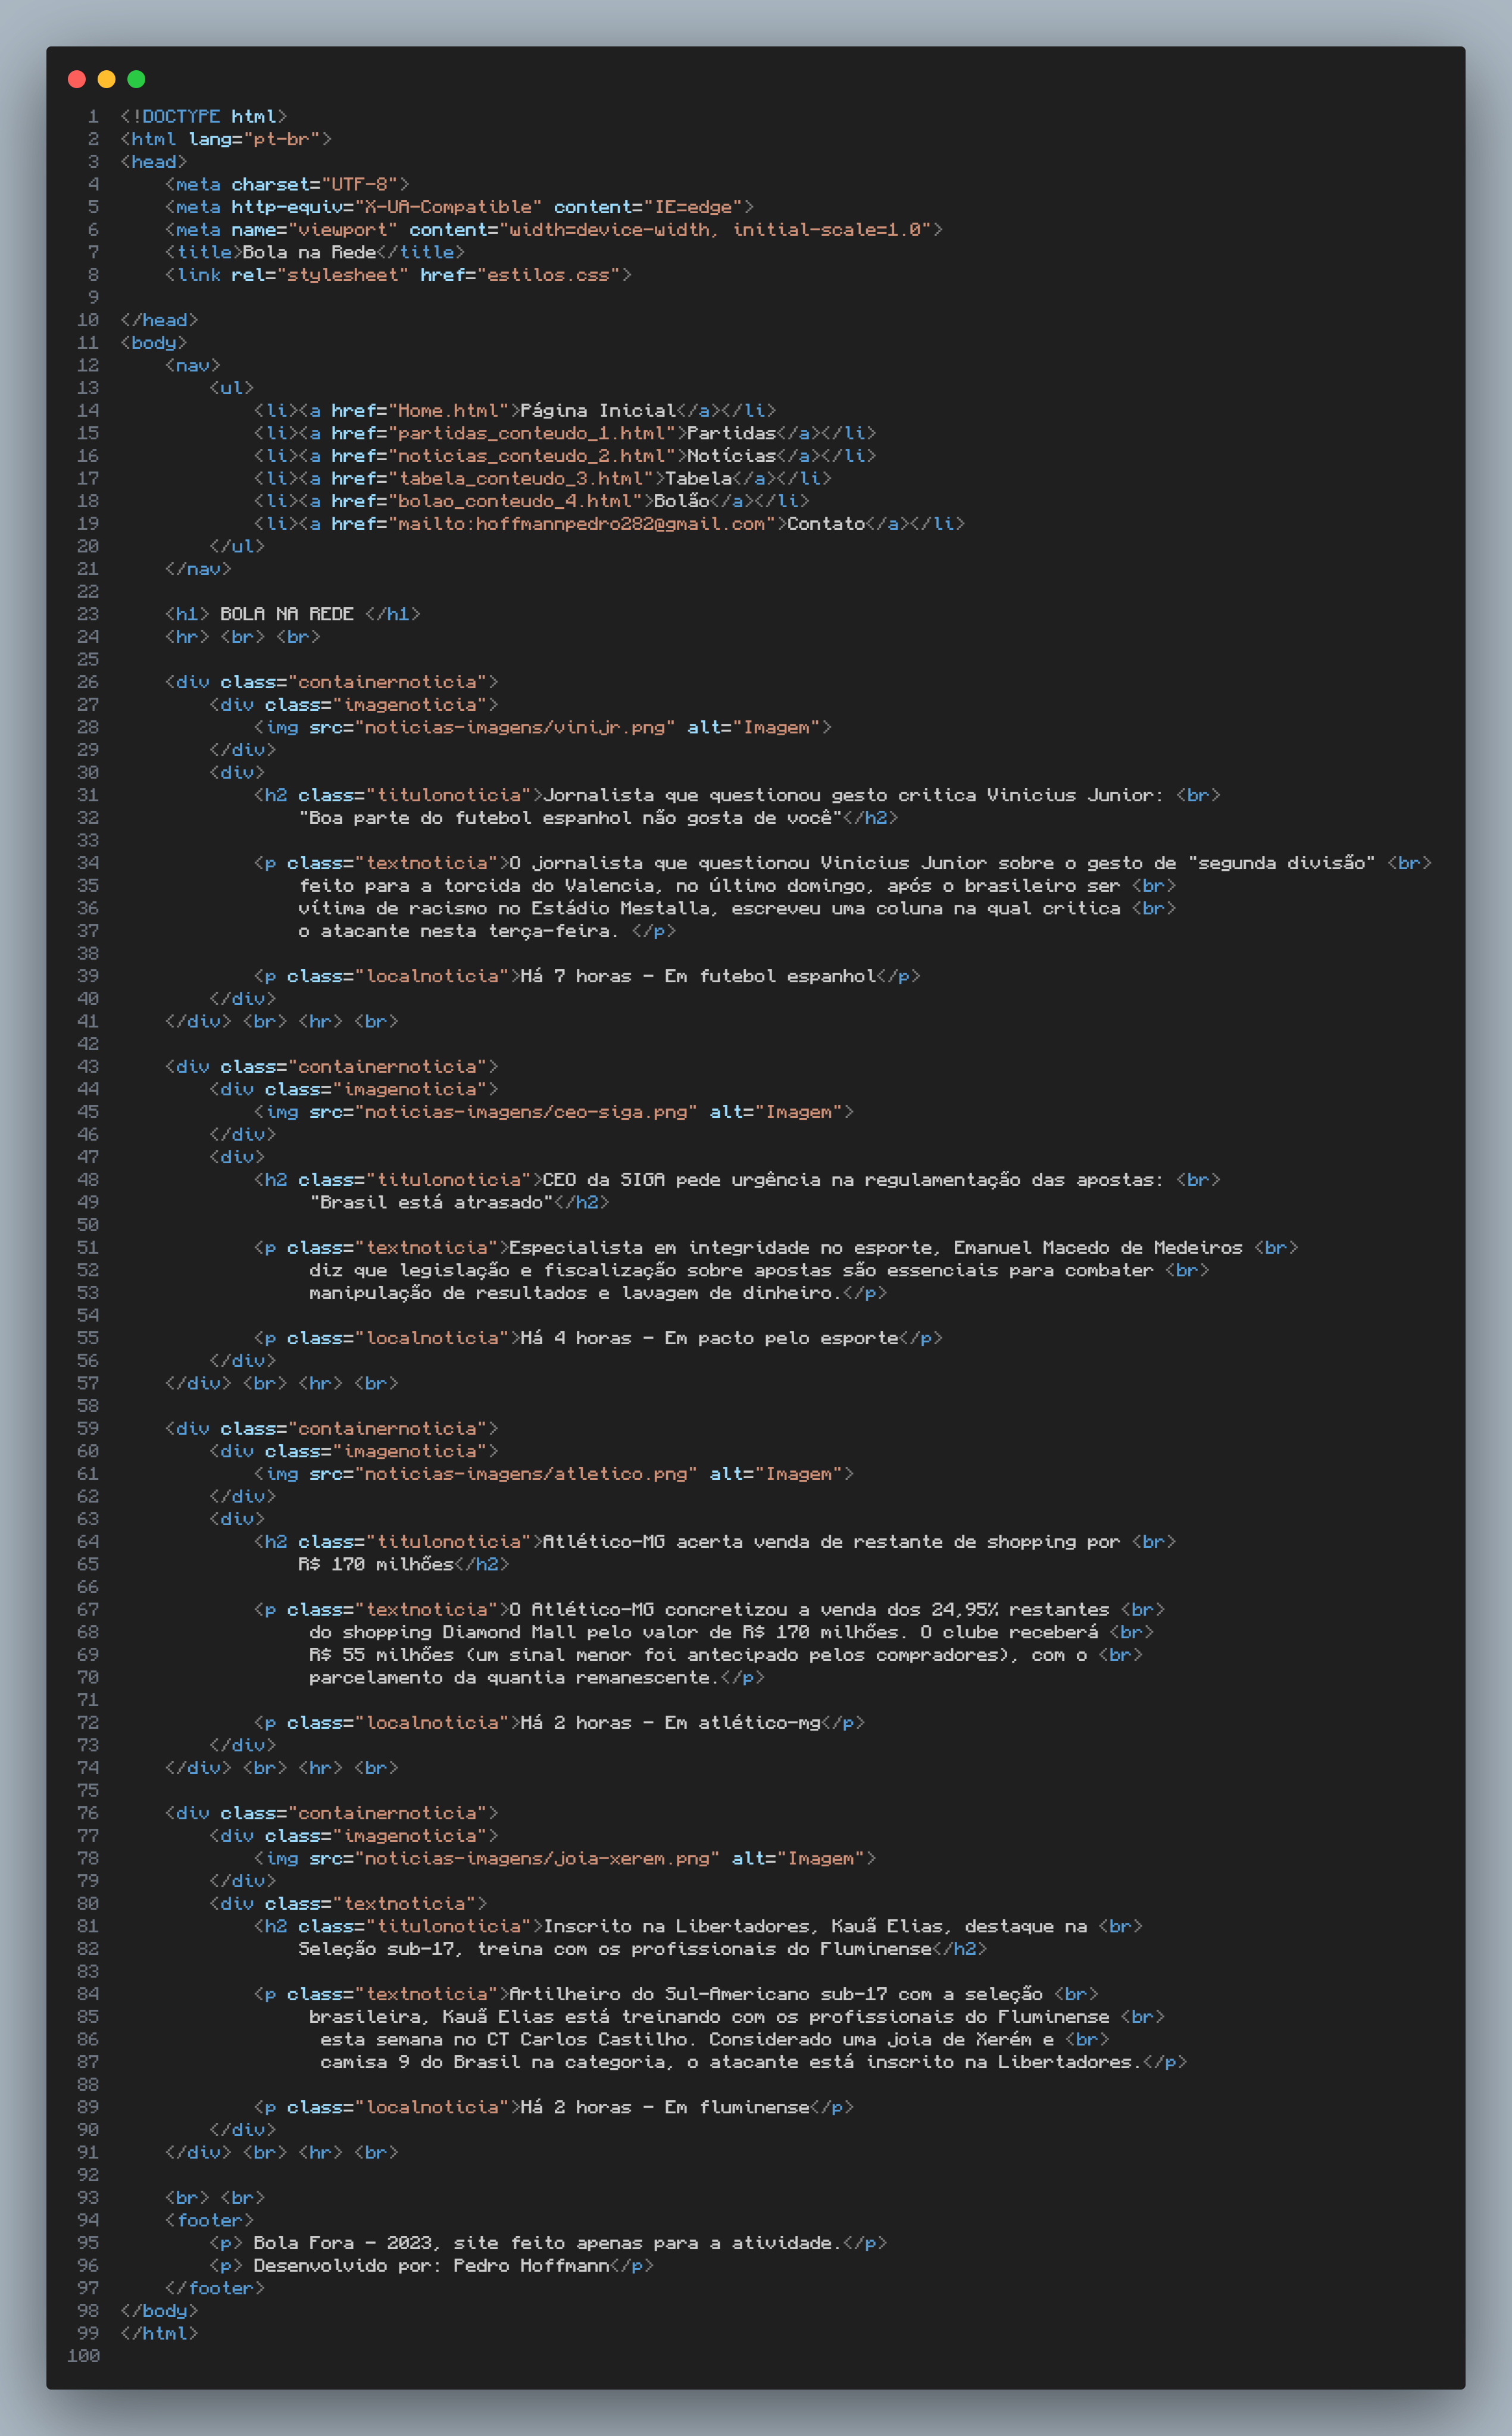 1 <!DOCTYPE html>
2 <html lang="pt-br">
3 <head>
4     <meta charset="UTF-8">
5     <meta http-equiv="X-UA-Compatible" content="IE=edge">
6     <meta name="viewport" content="width=device-width, initial-scale=1.0">
7     <title>Bola na Rede</title>
8     <link rel="stylesheet" href="estilos.css">
9
10 </head>
11 <body>
12     <nav>
13         <ul>
14             <li><a href="Home.html">Página Inicial</a></li>
15             <li><a href="partidas_conteudo_1.html">Partidas</a></li>
16             <li><a href="noticias_conteudo_2.html">Notícias</a></li>
17             <li><a href="tabela_conteudo_3.html">Tabela</a></li>
18             <li><a href="bolao_conteudo_4.html">Bolão</a></li>
19             <li><a href="mailto:hoffmannpedro282@gmail.com">Contato</a></li>
20         </ul>
21     </nav>
22
23     <h1> BOLA NA REDE </h1>
24     <hr> <br> <br>
25
26     <div class="containernoticia">
27         <div class="imagenoticia">
28             <img src="noticias-imagens/vinijr.png" alt="Imagem">
29         </div>
30         <div>
31             <h2 class="titulonoticia">Jornalista que questionou gesto critica Vinicius Junior: <br>
32                 "Boa parte do futebol espanhol não gosta de você"</h2>
33
34             <p class="textnoticia">O jornalista que questionou Vinicius Junior sobre o gesto de "segunda divisão" <br>
35                 feito para a torcida do Valencia, no último domingo, após o brasileiro ser <br>
36                 vítima de racismo no Estádio Mestalla, escreveu uma coluna na qual critica <br>
37                 o atacante nesta terça-feira. </p>
38
39             <p class="localnoticia">Há 7 horas - Em futebol espanhol</p>
40         </div>
41     </div> <br> <hr> <br>
42
43     <div class="containernoticia">
44         <div class="imagenoticia">
45             <img src="noticias-imagens/ceo-siga.png" alt="Imagem">
46         </div>
47         <div>
48             <h2 class="titulonoticia">CEO da SIGA pede urgência na regulamentação das apostas: <br>
49                  "Brasil está atrasado"</h2>
50
51             <p class="textnoticia">Especialista em integridade no esporte, Emanuel Macedo de Medeiros <br>
52                  diz que legislação e fiscalização sobre apostas são essenciais para combater <br>
53                  manipulação de resultados e lavagem de dinheiro.</p>
54
55             <p class="localnoticia">Há 4 horas - Em pacto pelo esporte</p>
56         </div>
57     </div> <br> <hr> <br>
58
59     <div class="containernoticia">
60         <div class="imagenoticia">
61             <img src="noticias-imagens/atletico.png" alt="Imagem">
62         </div>
63         <div>
64             <h2 class="titulonoticia">Atlético-MG acerta venda de restante de shopping por <br>
65                 R$ 170 milhões</h2>
66
67             <p class="textnoticia">O Atlético-MG concretizou a venda dos 24,95% restantes <br>
68                  do shopping Diamond Mall pelo valor de R$ 170 milhões. O clube receberá <br>
69                  R$ 55 milhões (um sinal menor foi antecipado pelos compradores), com o <br>
70                  parcelamento da quantia remanescente.</p>
71
72             <p class="localnoticia">Há 2 horas - Em atlético-mg</p>
73         </div>
74     </div> <br> <hr> <br>
75
76     <div class="containernoticia">
77         <div class="imagenoticia">
78             <img src="noticias-imagens/joia-xerem.png" alt="Imagem">
79         </div>
80         <div class="textnoticia">
81             <h2 class="titulonoticia">Inscrito na Libertadores, Kauã Elias, destaque na <br>
82                 Seleção sub-17, treina com os profissionais do Fluminense</h2>
83
84             <p class="textnoticia">Artilheiro do Sul-Americano sub-17 com a seleção <br>
85                  brasileira, Kauã Elias está treinando com os profissionais do Fluminense <br>
86                   esta semana no CT Carlos Castilho. Considerado uma joia de Xerém e <br>
87                   camisa 9 do Brasil na categoria, o atacante está inscrito na Libertadores.</p>
88
89             <p class="localnoticia">Há 2 horas - Em fluminense</p>
90         </div>
91     </div> <br> <hr> <br>
92
93     <br> <br>
94     <footer>
95         <p> Bola Fora - 2023, site feito apenas para a atividade.</p>
96         <p> Desenvolvido por: Pedro Hoffmann</p>
97     </footer>
98 </body>
99 </html>
100